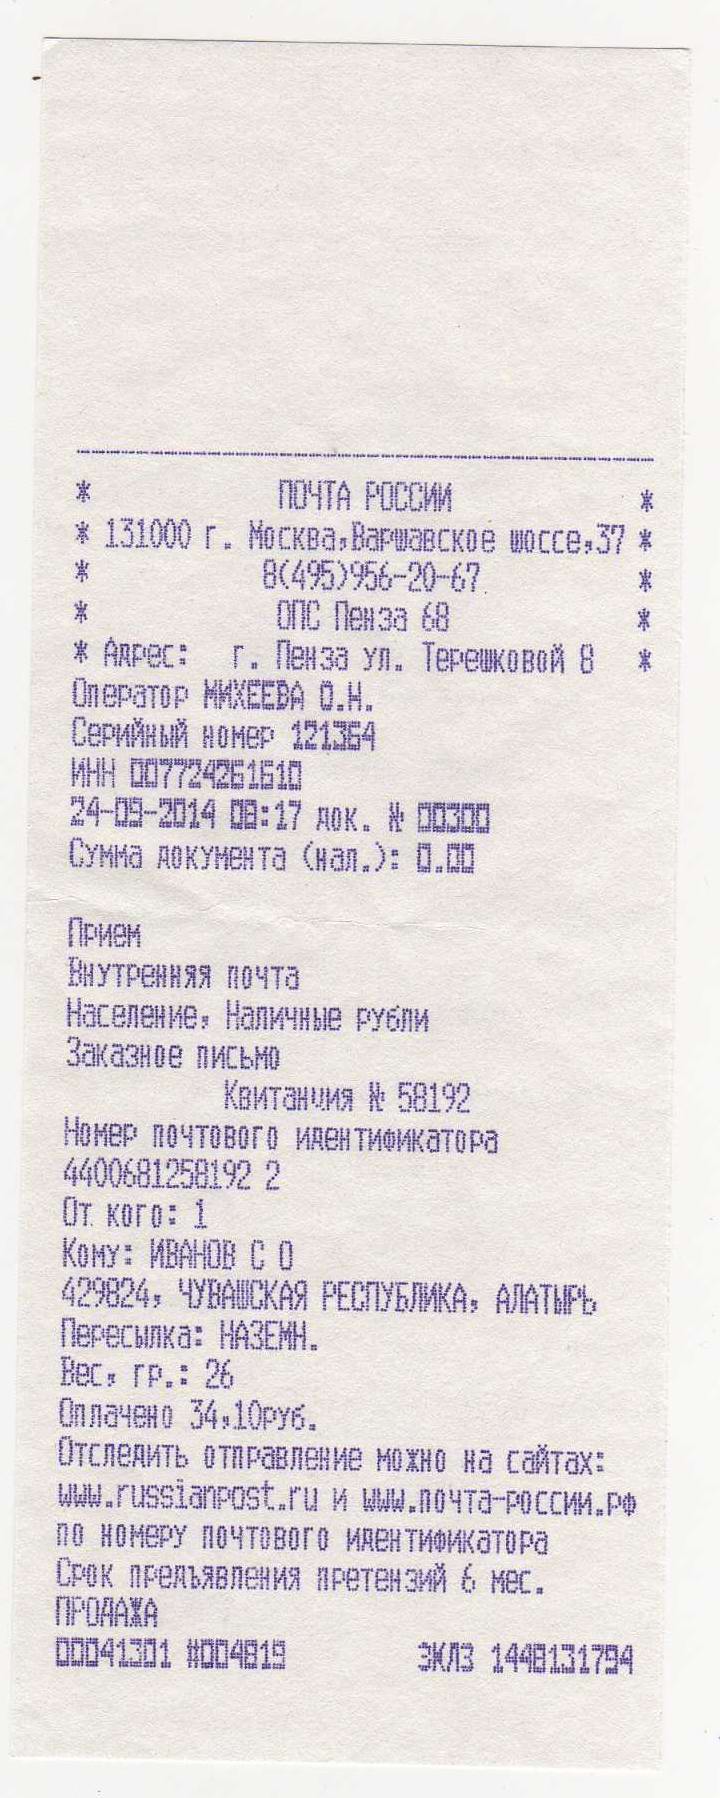 * ПОЧТА РОССИИ *
* 131000 г. Москва,Варшавское шоссе,37 *
* 8(495)956-20-67 *
* ОПС Пенза 68 *
* Адрес: г. Пенза ул. Терешковой 8 *
Оператор МИХЕЕВА О.Н.
Серийный номер 121364
ИНН 007724261610
24-09-2014 08:17 док. № 00300
Сумма документа (нал.): 0.00
Прием
Внутренняя почта
Население, Наличные рубли
Заказное письмо
Квитанция № 58192
Номер почтового идентификатора
4400681258192 2
От кого: 1
Кому: ИВАНОВ С О
429824, ЧУВАШСКАЯ РЕСПУБЛИКА, АЛАТЫРЬ
Пересылка: НАЗЕМН.
Вес, гр.: 26
Оплачено 34,10руб.
Отследить отправление можно на сайтах:
www.russianpost.ru и www.почта-россии.рф
по номеру почтового идентификатора
Срок предъявления претензий 6 мес.
ПРОДАЖА
00041301 #004819 ЭКЛЗ 1448131794